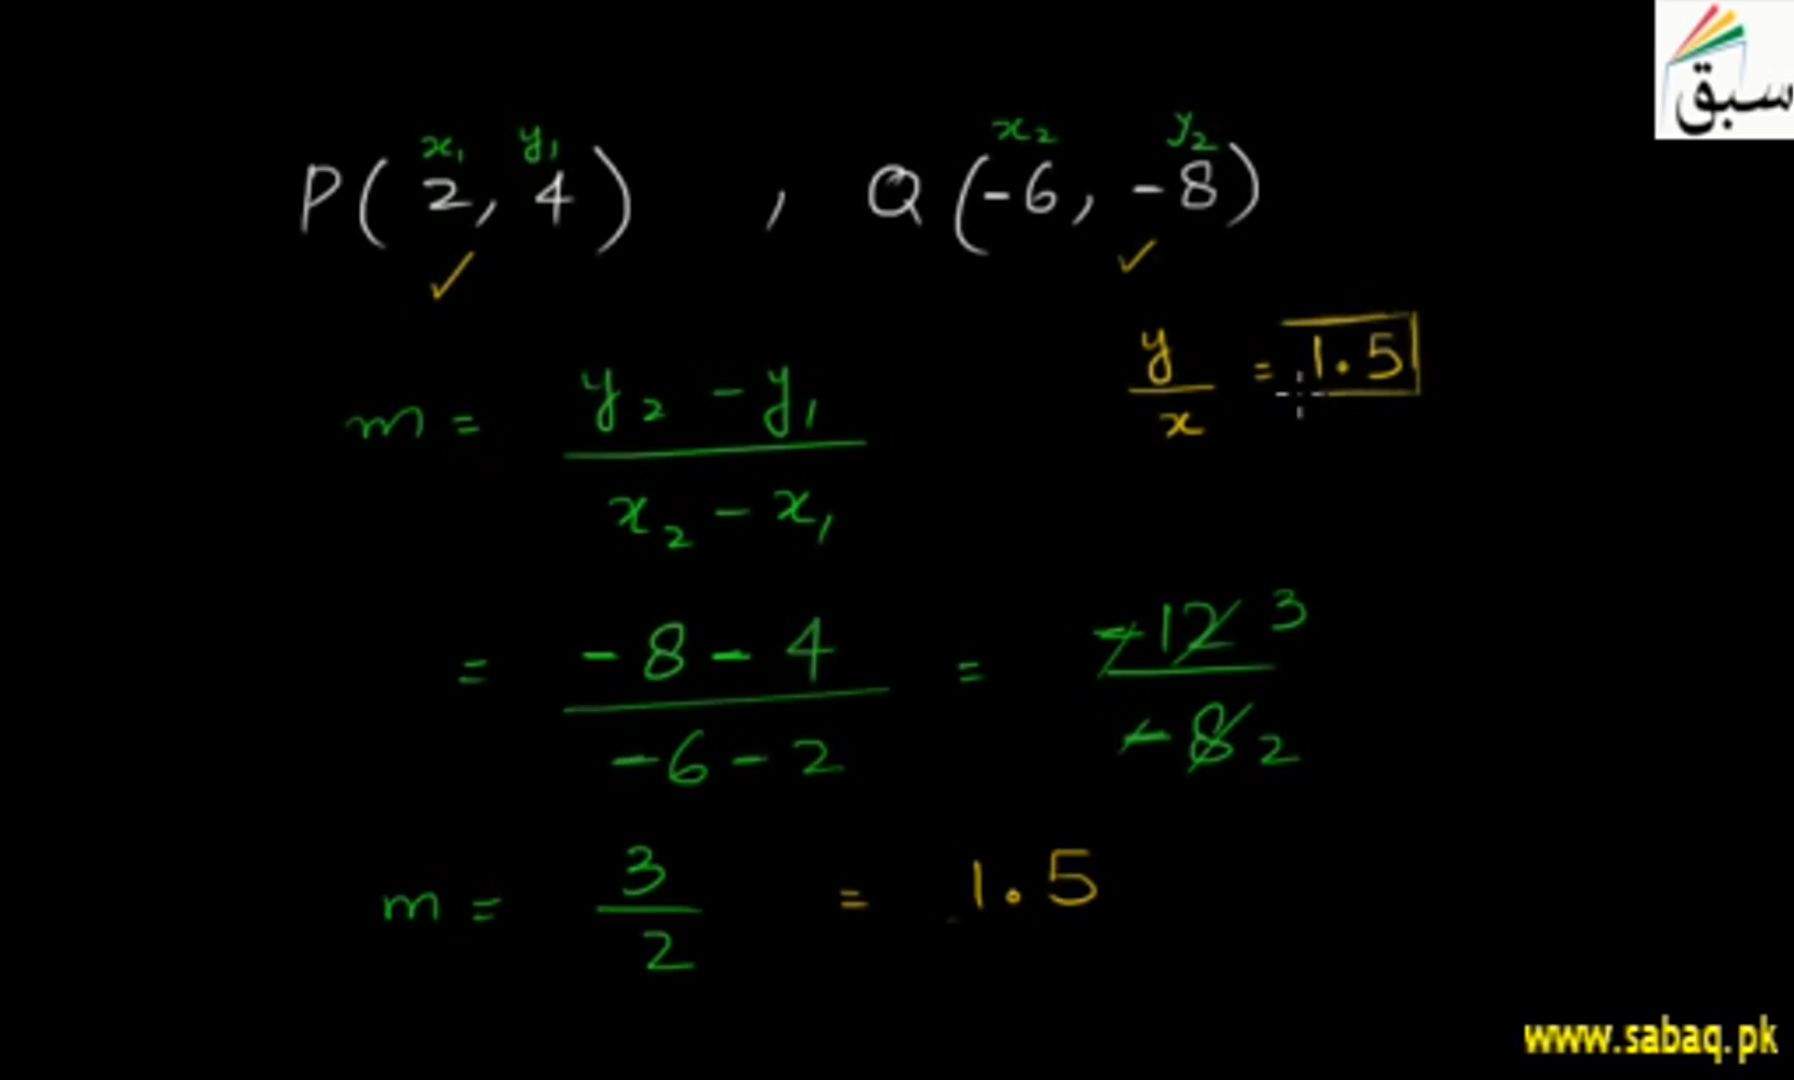 سبق
x₁ y₁ x₂ y₂
P(2, 4) , Q(-6, -8)
✓ ✓
y/x = 1.5
m = (y₂ - y₁)/(x₂ - x₁)
= (-8 - 4)/(-6 - 2) = -12 3/-8 2
m = 3/2 = 1.5
www.sabaq.pk